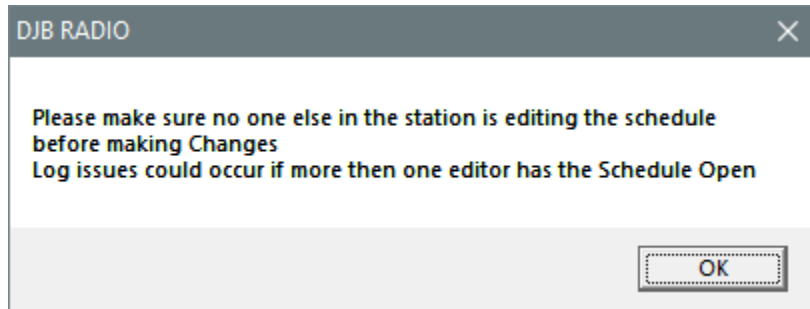 DJB RADIO
Please make sure no one else in the station is editing the schedule
before making Changes
Log issues could occur if more then one editor has the Schedule Open
OK